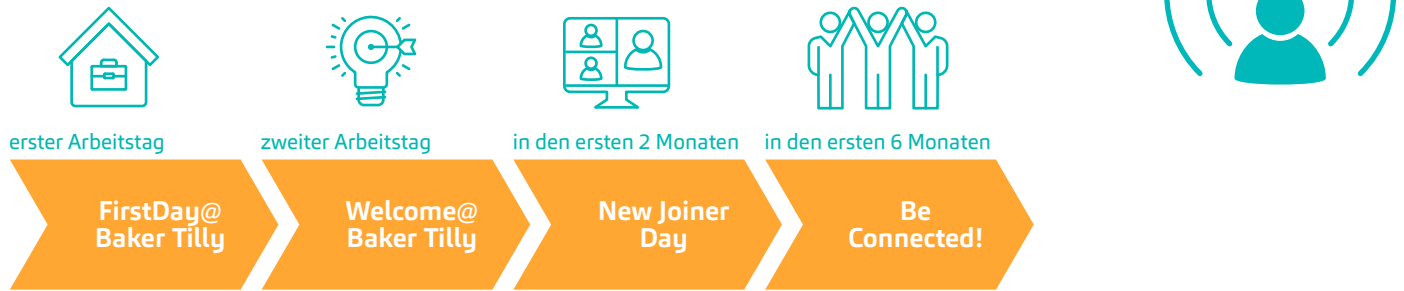 erster Arbeitstag
zweiter Arbeitstag
in den ersten 2 Monaten
in den ersten 6 Monaten
FirstDay@
Baker Tilly
Welcome@
Baker Tilly
New Joiner
Day
Be
Connected!